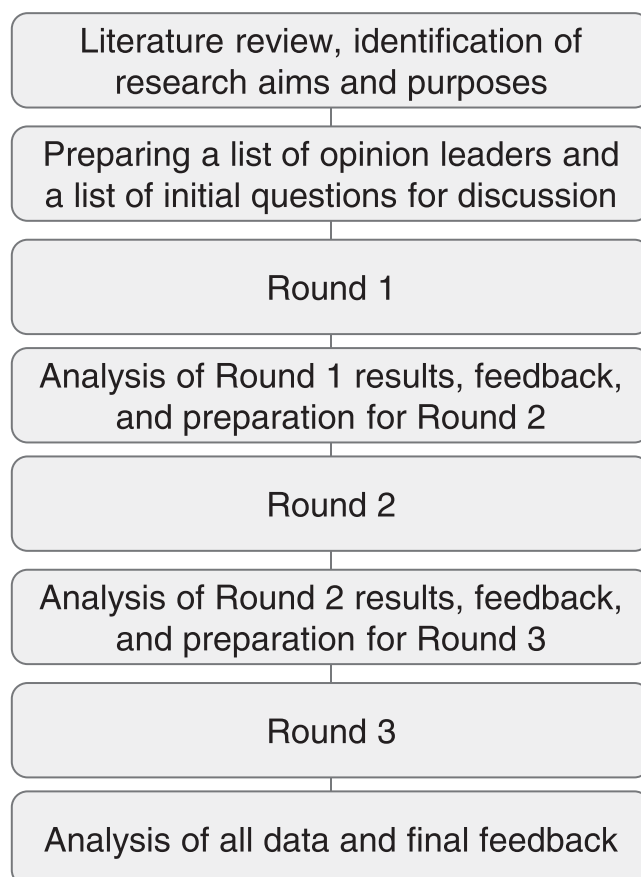 Literature review, identification of
research aims and purposes
Preparing a list of opinion leaders and
a list of initial questions for discussion
Round 1
Analysis of Round 1 results, feedback,
and preparation for Round 2
Round 2
Analysis of Round 2 results, feedback,
and preparation for Round 3
Round 3
Analysis of all data and final feedback